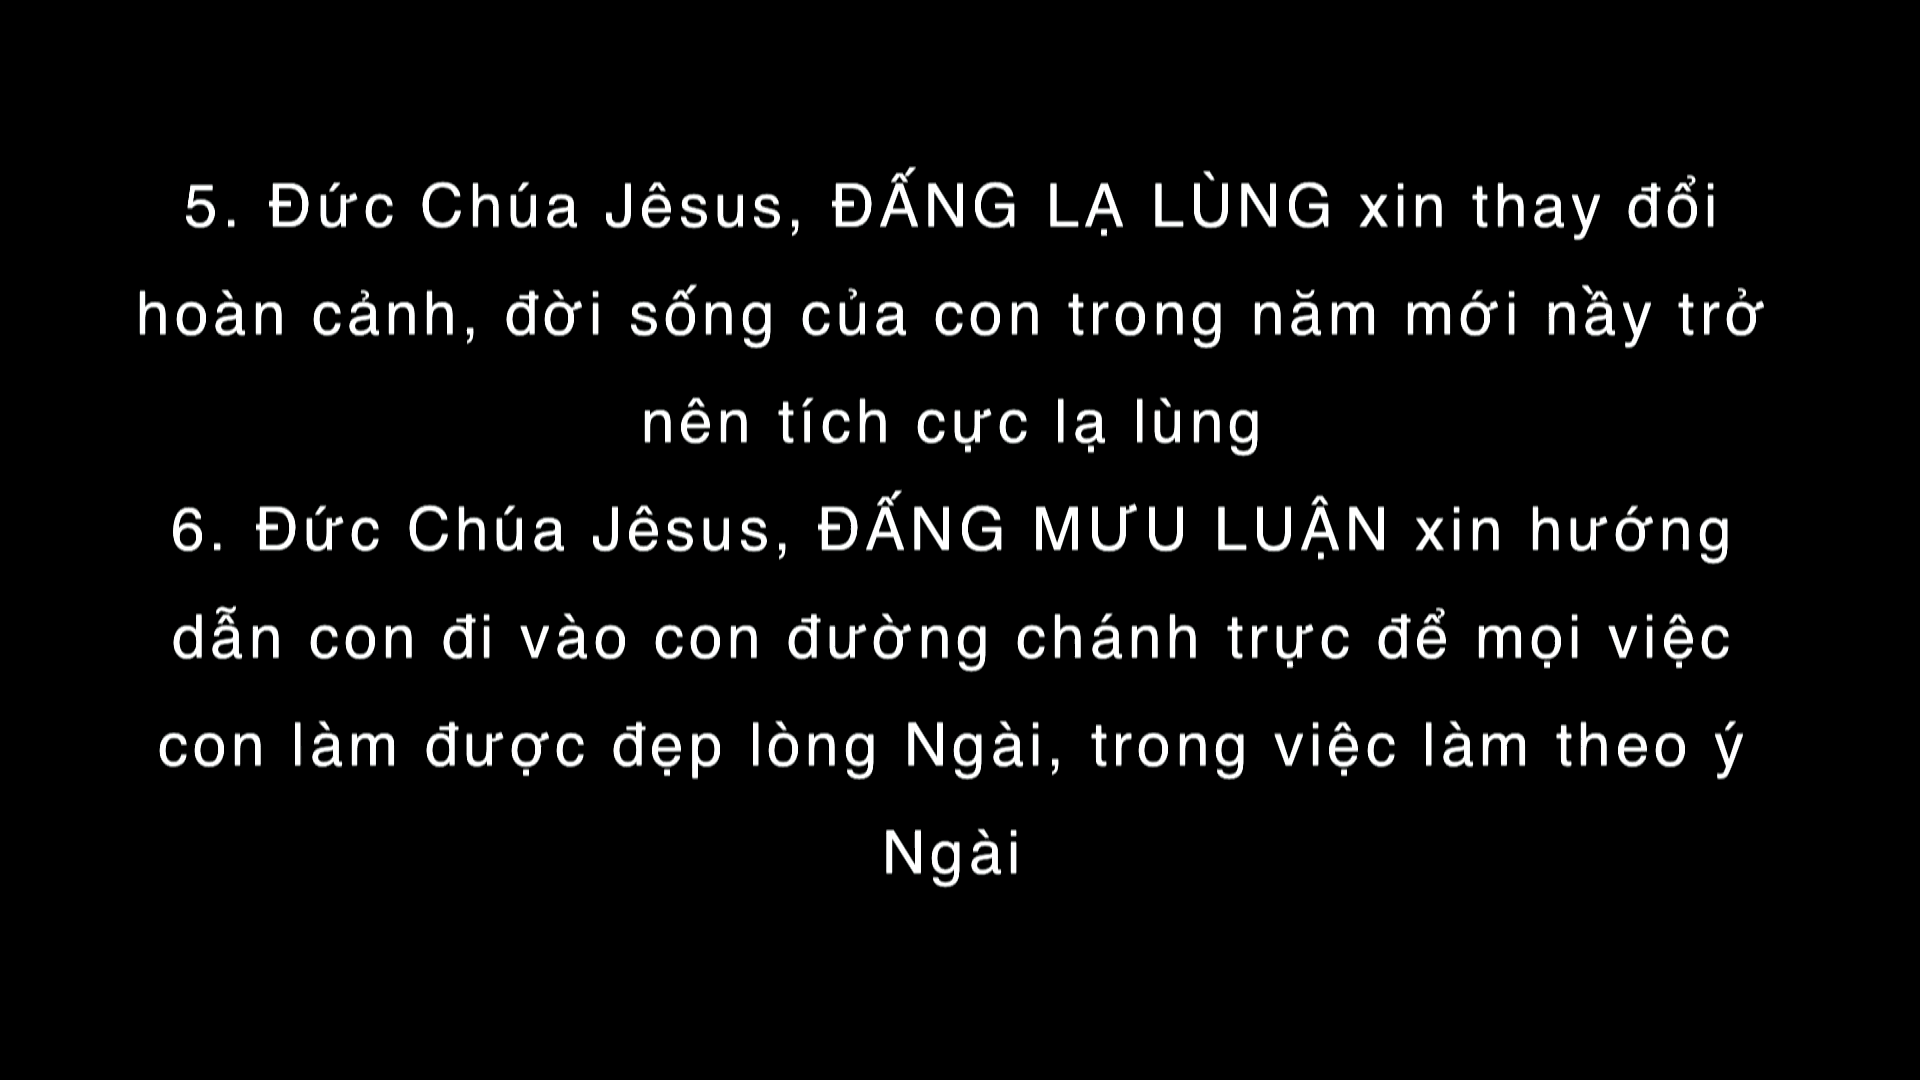 5. Đức Chúa Jêsus, ĐẤNG LẠ LÙNG xin thay đổi
hoàn cảnh, đời sống của con trong năm mới nầy trở
nên tích cực lạ lùng
6. Đức Chúa Jêsus, ĐẤNG MƯU LUẬN xin hướng
dẫn con đi vào con đường chánh trực để mọi việc
con làm được đẹp lòng Ngài, trong việc làm theo ý
Ngài